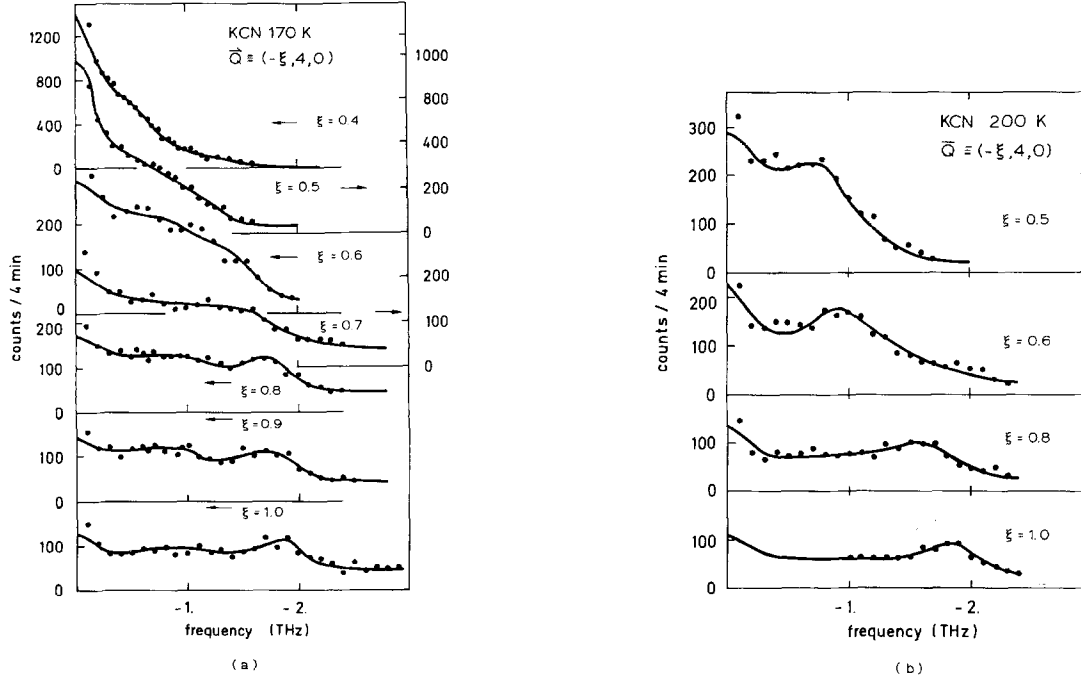 KCN 170 K
Q⃗ ≡ (-ξ,4,0)
1200
800
400
0
200
100
0
100
0
100
0
100
0
1000
800
600
400
200
0
200
100
0
ξ = 0.4
ξ = 0.5
ξ = 0.6
ξ = 0.7
ξ = 0.8
ξ = 0.9
ξ = 1.0
counts / 4 min
-1. -2.
frequency (THz)
(a)
KCN 200 K
Q⃗ ≡ (-ξ,4,0)
300
200
100
0
200
100
0
100
0
100
0
ξ = 0.5
ξ = 0.6
ξ = 0.8
ξ = 1.0
counts / 4 min
-1. -2.
frequency (THz)
(b)